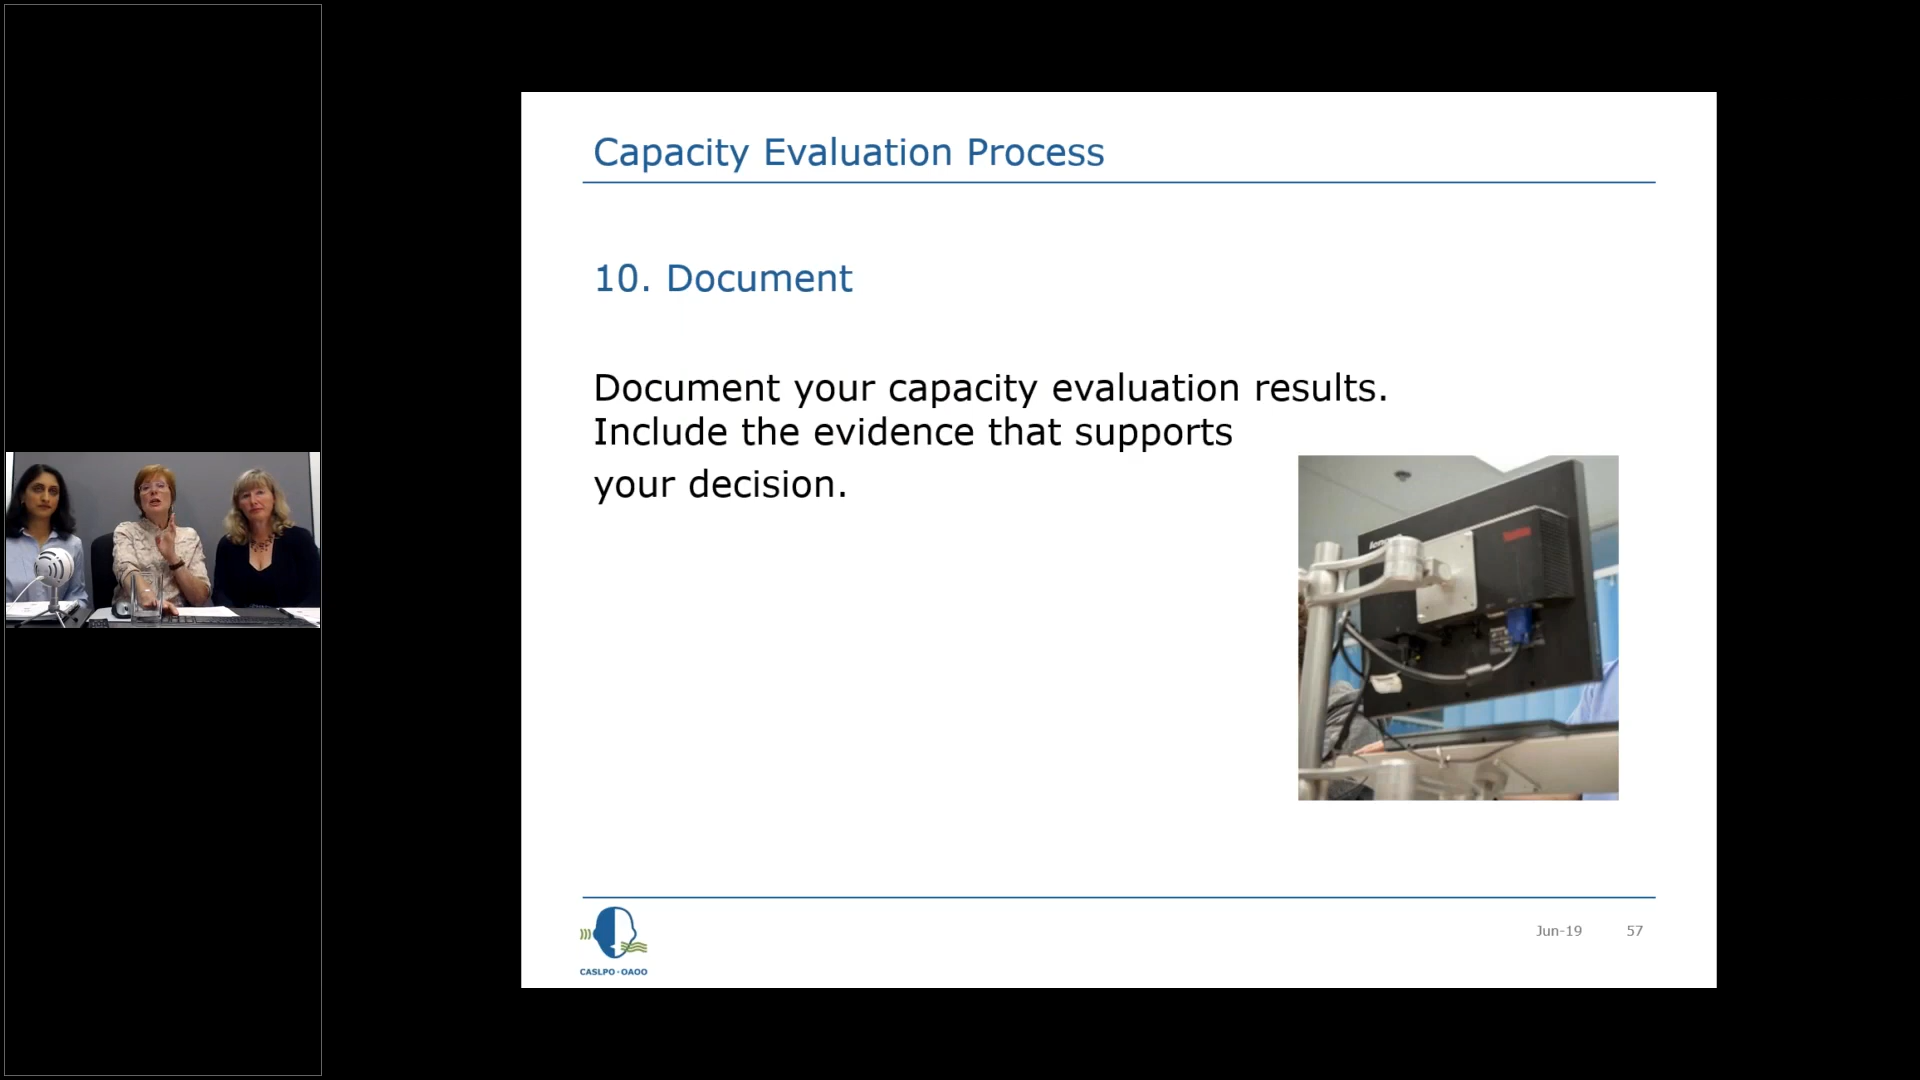 Capacity Evaluation Process
10. Document
Document your capacity evaluation results.
Include the evidence that supports
your decision.
CASLPO·OAOO
Jun-19
57